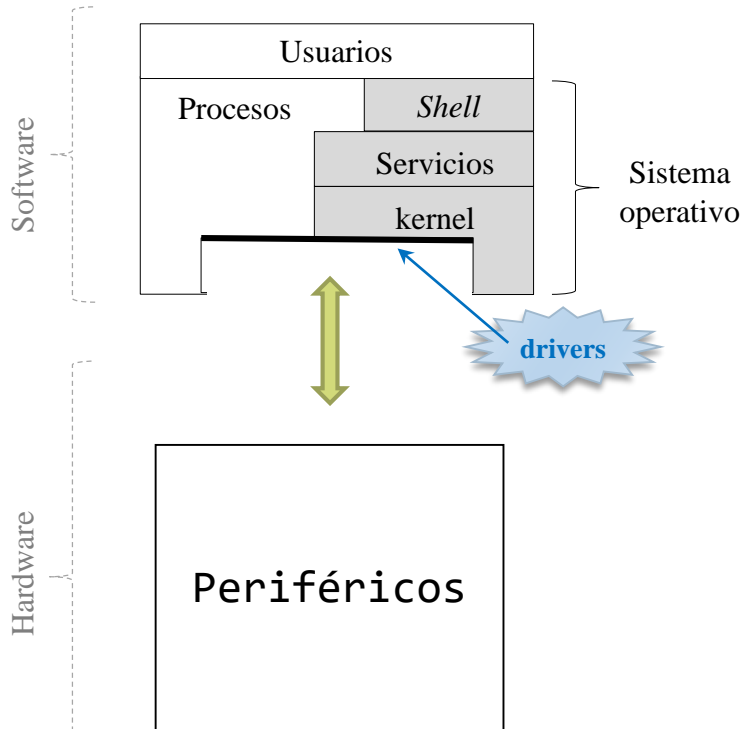 Usuarios
Procesos
Shell
Servicios
kernel
Sistema
operativo
Software
drivers
Hardware
Periféricos